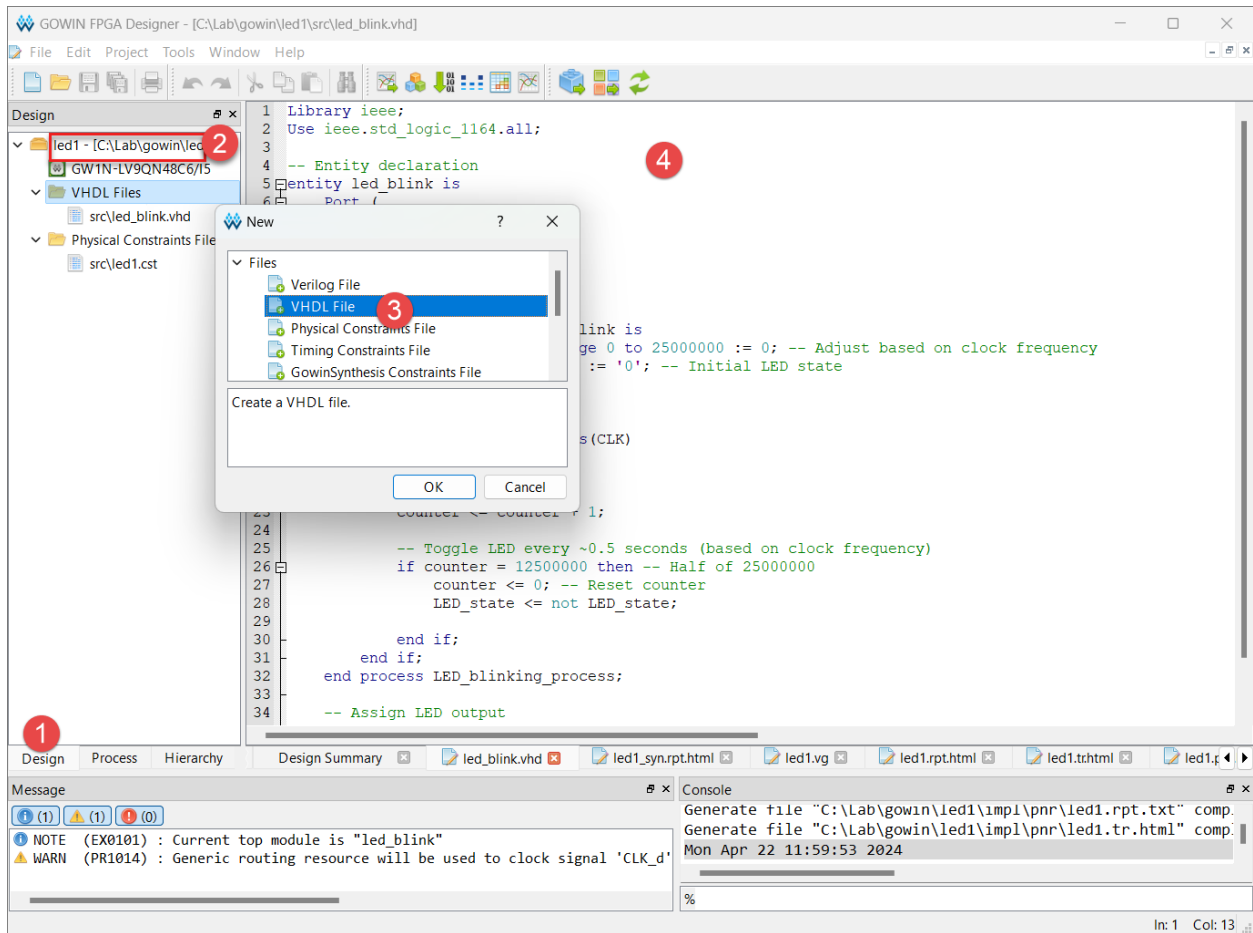 GOWIN FPGA Designer - [C:\Lab\gowin\led1\src\led_blink.vhd]
File Edit Project Tools Window Help
Design
led1 - [C:\Lab\gowin\led
2
GW1N-LV9QN48C6/I5
VHDL Files
src\led_blink.vhd
Physical Constraints File
src\led1.cst
1 Library ieee;
2 Use ieee.std_logic_1164.all;
3
4 -- Entity declaration
4
5 entity led_blink is
6 Port (
New ?
Files
Verilog File
VHDL File
3
Physical Constraints File
Timing Constraints File
GowinSynthesis Constraints File
Create a VHDL file.
OK Cancel
link is
ge 0 to 25000000 := 0; -- Adjust based on clock frequency
:= '0'; -- Initial LED state
s(CLK)
23 counter <= counter + 1;
24
25 -- Toggle LED every ~0.5 seconds (based on clock frequency)
26 if counter = 12500000 then -- Half of 25000000
27 counter <= 0; -- Reset counter
28 LED_state <= not LED_state;
29
30 end if;
31 end if;
32 end process LED_blinking_process;
33
34 -- Assign LED output
1
Design Process Hierarchy
Design Summary led_blink.vhd led1_syn.rpt.html led1.vg led1.rpt.html led1.tr.html led1.p
Message
(1) (1) (0)
NOTE (EX0101) : Current top module is "led_blink"
WARN (PR1014) : Generic routing resource will be used to clock signal 'CLK_d'
Console
Generate file "C:\Lab\gowin\led1\impl\pnr\led1.rpt.txt" comp
Generate file "C:\Lab\gowin\led1\impl\pnr\led1.tr.html" comp
Mon Apr 22 11:59:53 2024
%
ln: 1 Col: 13